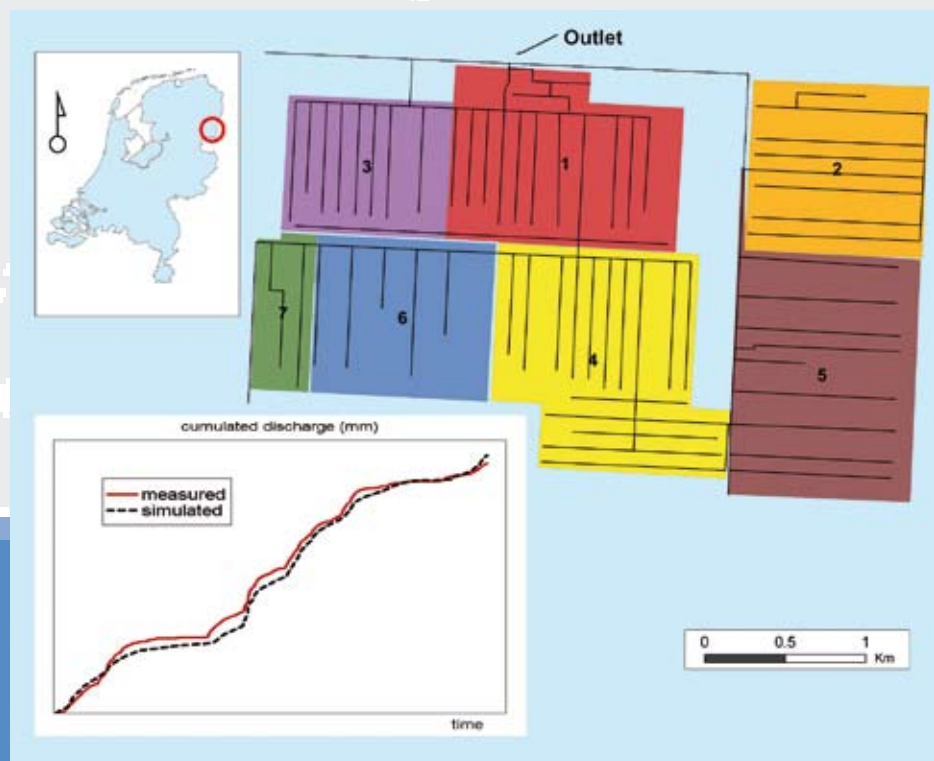 Outlet
3
1
2
7
6
4
5
cumulated discharge (mm)
measured
simulated
time
0 0.5 1
Km